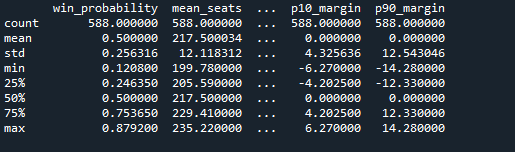 win_probability mean_seats ... p10_margin p90_margin
count 588.000000 588.000000 ... 588.000000 588.000000
mean 0.500000 217.500034 ... 0.000000 0.000000
std 0.256316 12.118312 ... 4.325636 12.543046
min 0.120800 199.780000 ... -6.270000 -14.280000
25% 0.246350 205.590000 ... -4.202500 -12.330000
50% 0.500000 217.500000 ... 0.000000 0.000000
75% 0.753650 229.410000 ... 4.202500 12.330000
max 0.879200 235.220000 ... 6.270000 14.280000